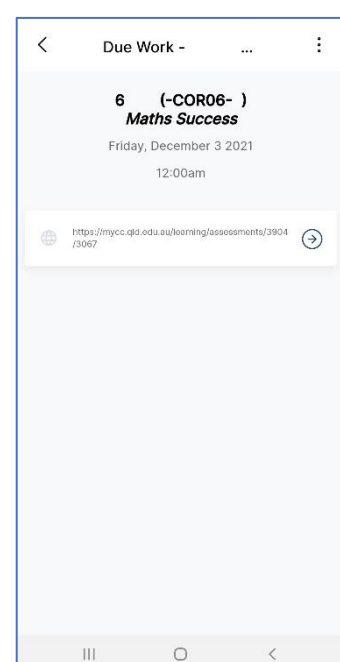 Due Work - ...
6 (-COR06- )
Maths Success
Friday, December 3 2021
12:00am
https://mycc.qld.edu.au/learning/assessments/3904
/3067